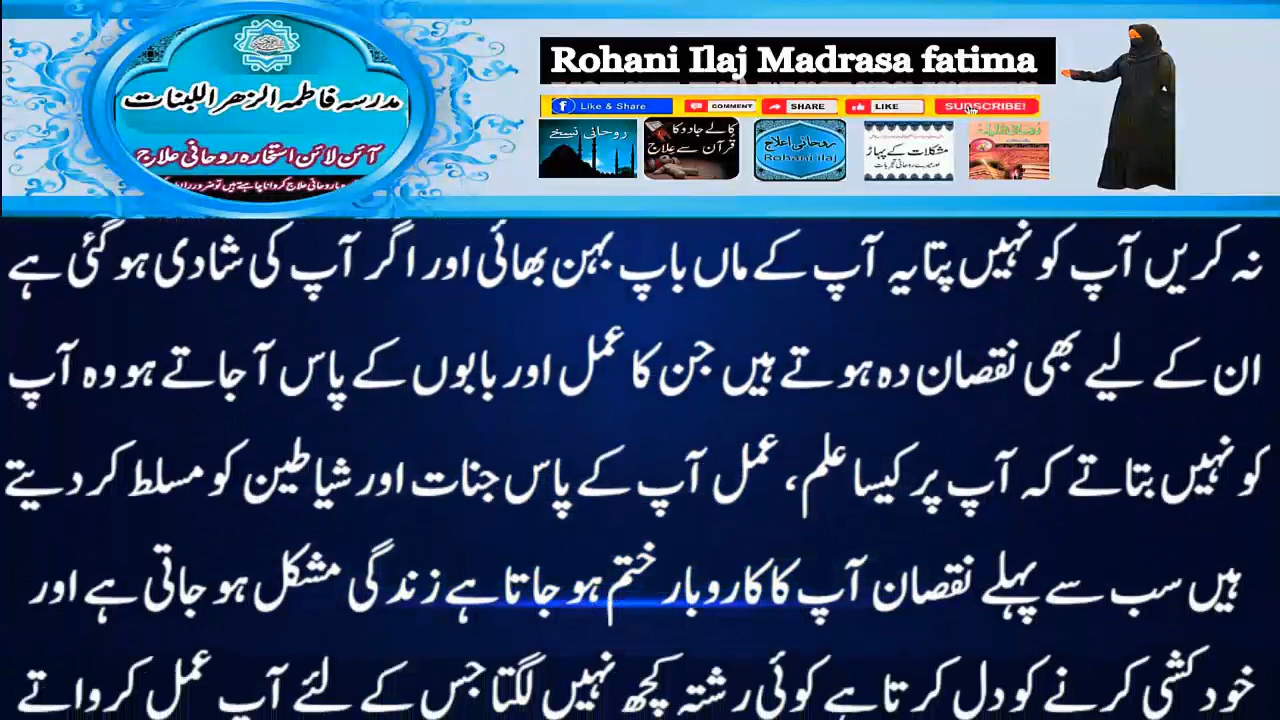 مدرسہ فاطمہ الزھرا للبنات
آئن لائن استخارہ روحانی علاج
Rohani Ilaj Madrasa fatima
Like & Share
COMMENT
SHARE
LIKE
SUBSCRIBE!
روحانی نسخے
کالے جادو کا
قرآن سے علاج
روحانی علاج
Rohani ilaj
مشکلات کے پہاڑ
نہ کریں آپ کو نہیں پتا یہ آپ کے ماں باپ بہن بھائی اور اگر آپ کی شادی ہو گئی ہے
ان کے لیے بھی نقصان دہ ہوتے ہیں جن کا عمل اور بابوں کے پاس آ جاتے ہو وہ آپ
کو نہیں بتاتے کہ آپ پر کیسا علم، عمل آپ کے پاس جنات اور شیاطین کو مسلط کر دیتے
ہیں سب سے پہلے نقصان آپ کا کاروبار ختم ہو جاتا ہے زندگی مشکل ہو جاتی ہے اور
خودکشی کرنے کو دل کرتا ہے کوئی رشتہ کچھ نہیں لگتا جس کے لئے آپ عمل کرواتے